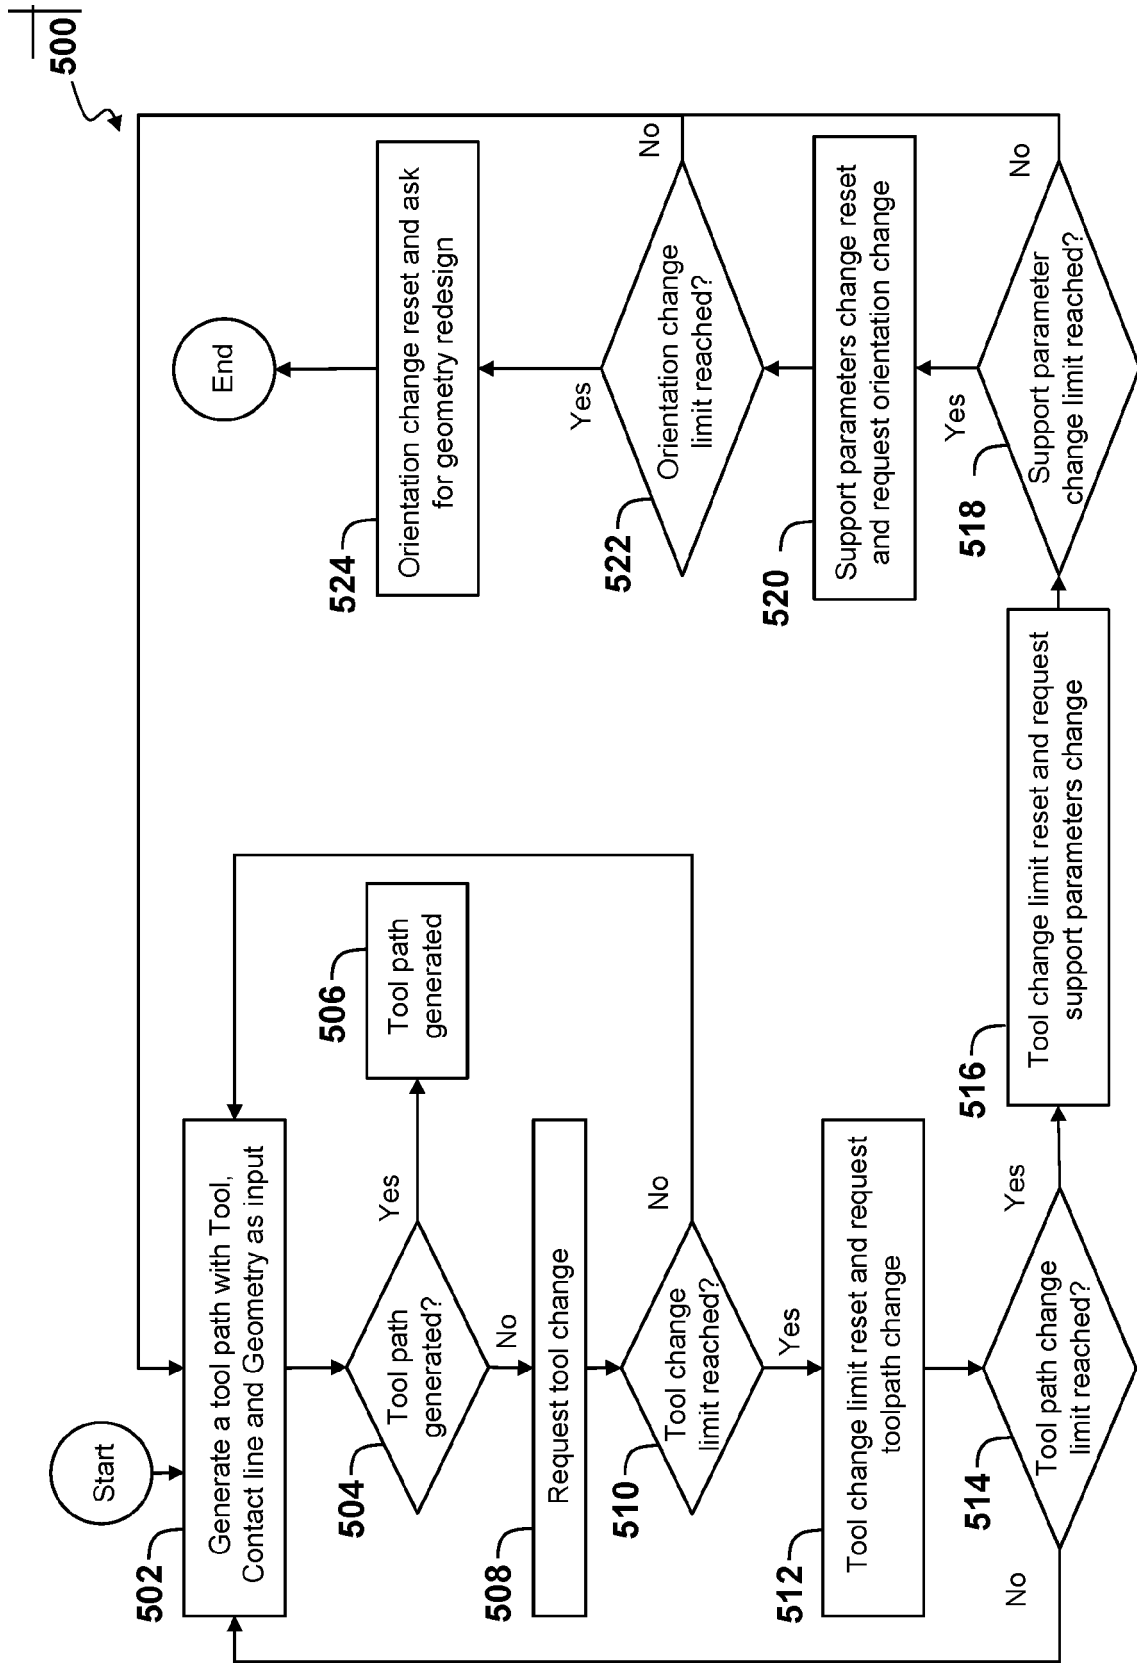 500
Start
502
Generate a tool path with Tool,
Contact line and Geometry as input
504
Tool path
generated?
Yes
506
Tool path
generated
No
508
Request tool change
510
Tool change
limit reached?
No
Yes
512
Tool change limit reset and request
toolpath change
514
Tool path change
limit reached?
No
Yes
516
Tool change limit reset and request
support parameters change
518
Support parameter
change limit reached?
No
Yes
520
Support parameters change reset
and request orientation change
522
Orientation change
limit reached?
No
Yes
524
Orientation change reset and ask
for geometry redesign
End